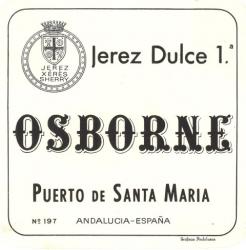 JEREZ
XÉRÈS
SHERRY
Jerez Dulce 1.ª
OSBORNE
PUERTO DE SANTA MARIA
Nº 197
ANDALUCIA-ESPAÑA